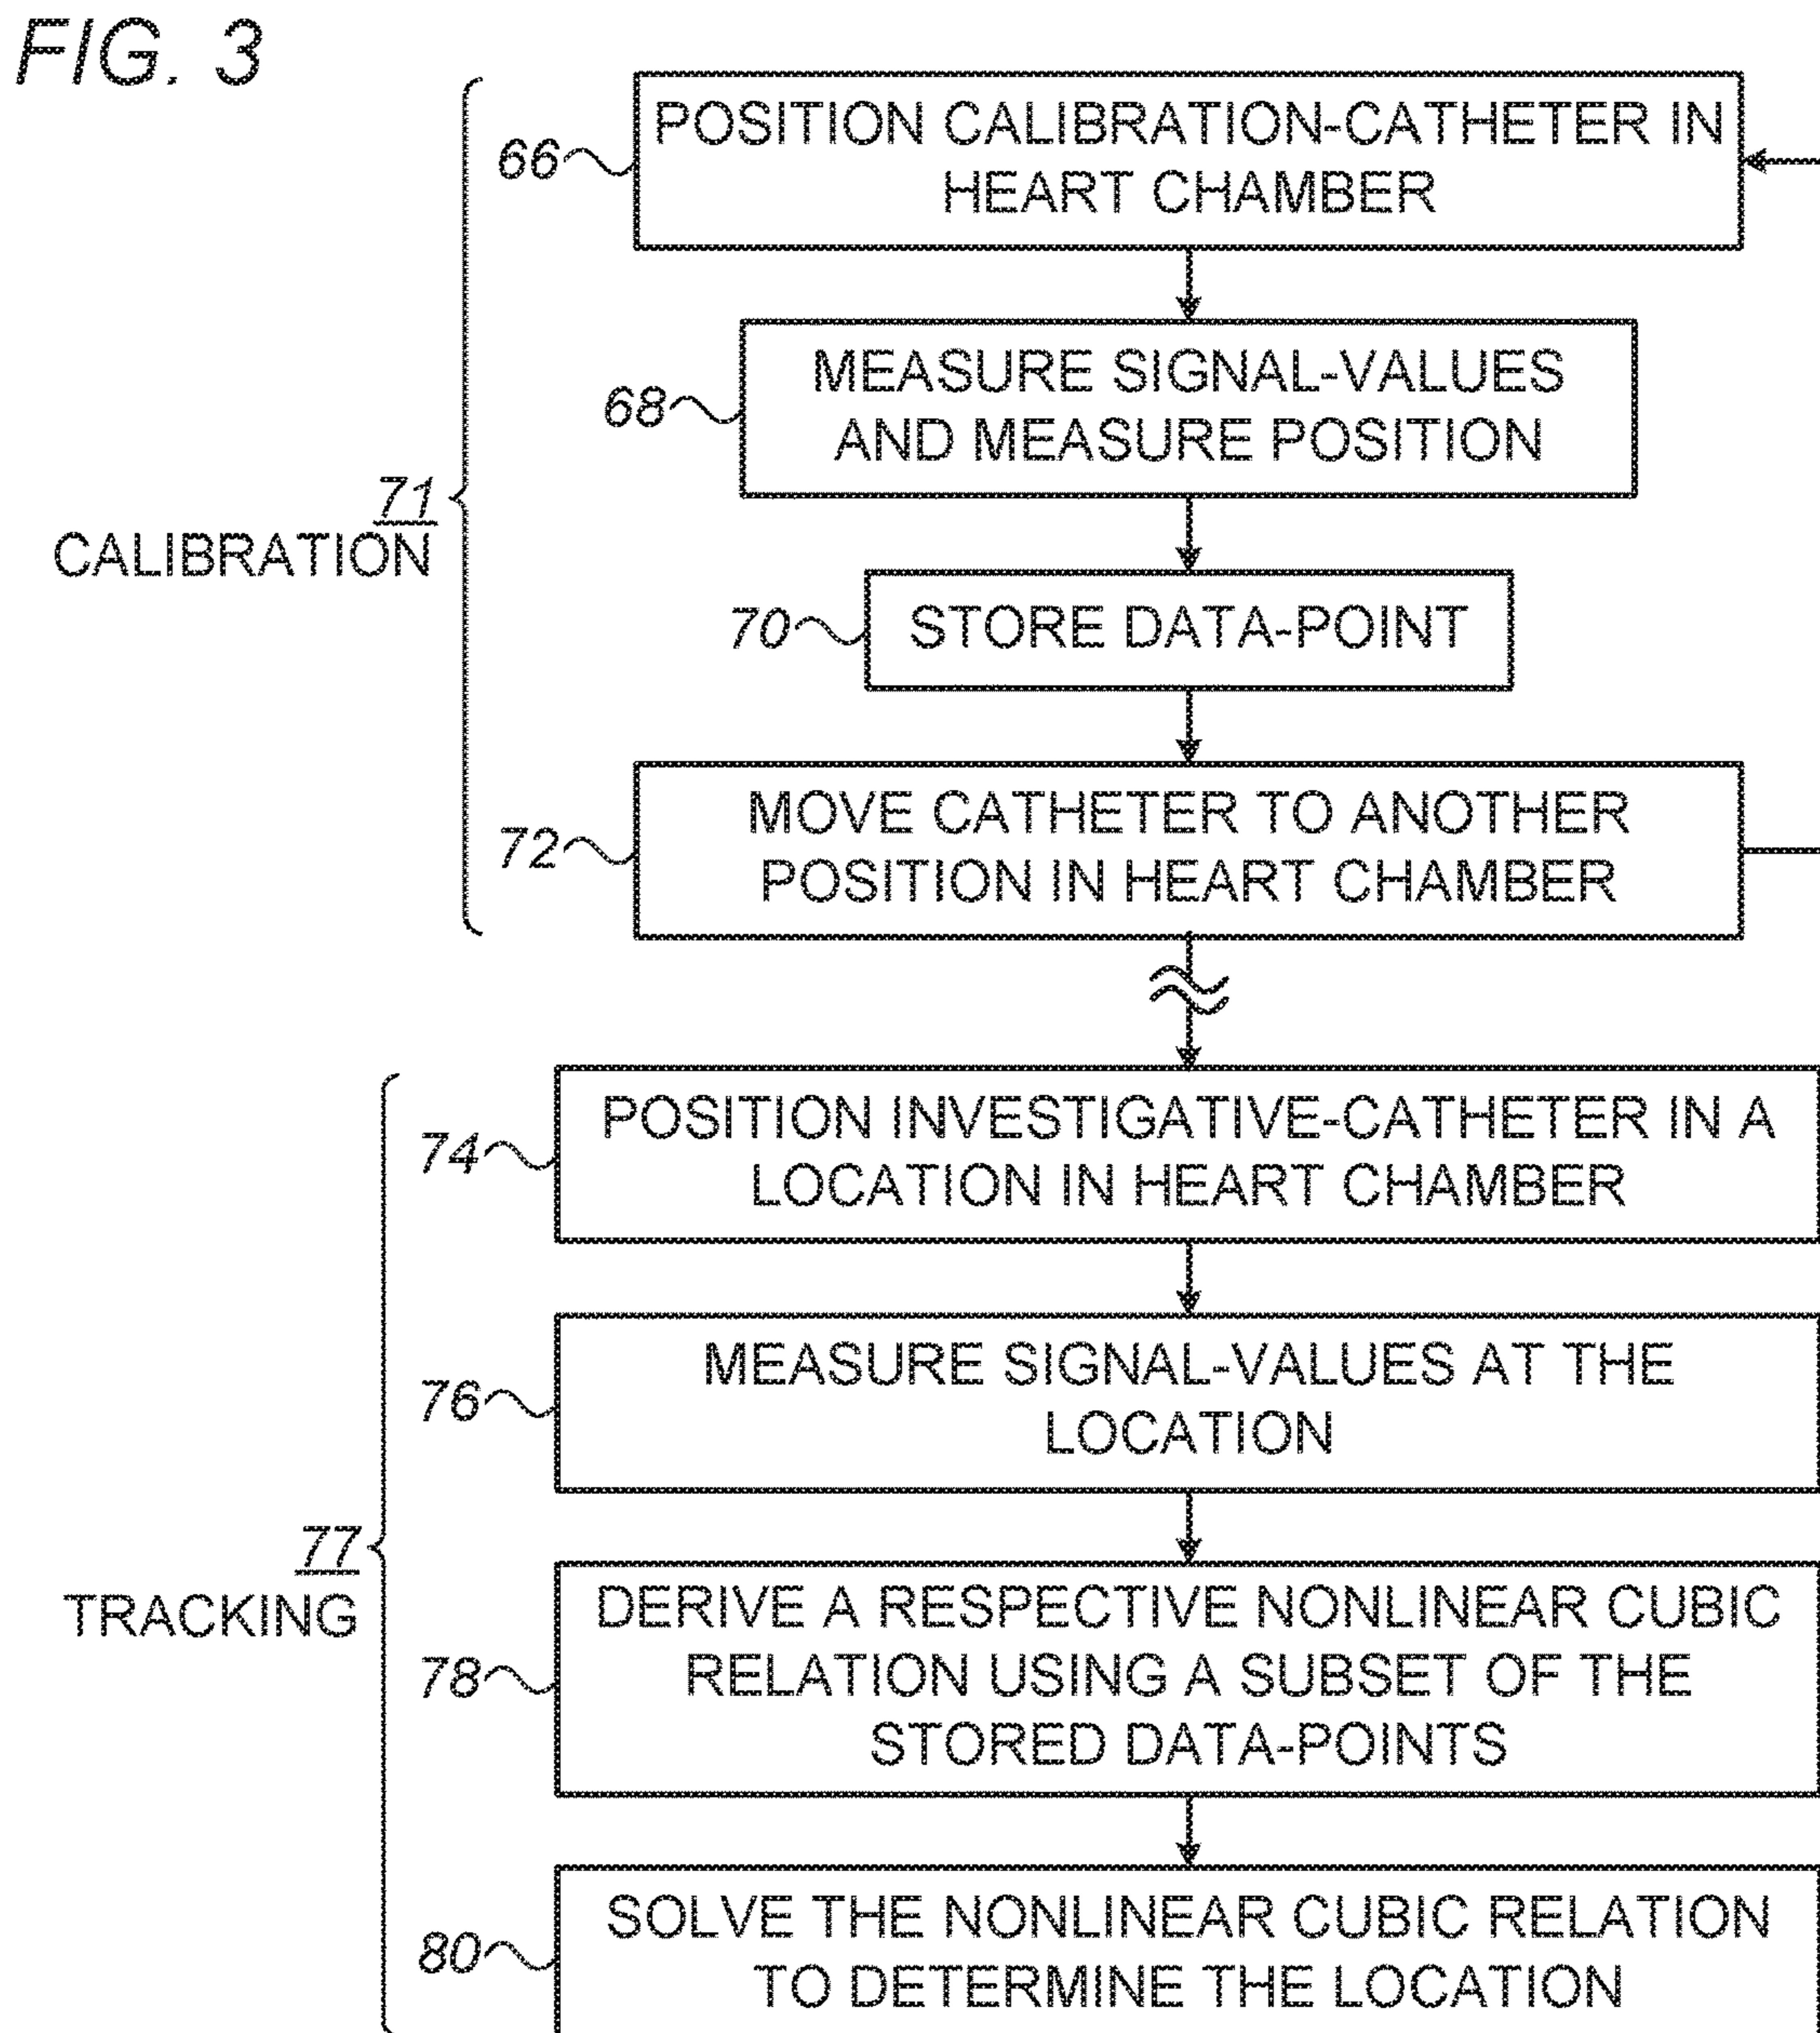 FIG. 3
66
POSITION CALIBRATION-CATHETER IN
HEART CHAMBER
68
MEASURE SIGNAL-VALUES
AND MEASURE POSITION
71
CALIBRATION
70
STORE DATA-POINT
72
MOVE CATHETER TO ANOTHER
POSITION IN HEART CHAMBER
74
POSITION INVESTIGATIVE-CATHETER IN A
LOCATION IN HEART CHAMBER
76
MEASURE SIGNAL-VALUES AT THE
LOCATION
77
TRACKING
78
DERIVE A RESPECTIVE NONLINEAR CUBIC
RELATION USING A SUBSET OF THE
STORED DATA-POINTS
80
SOLVE THE NONLINEAR CUBIC RELATION
TO DETERMINE THE LOCATION